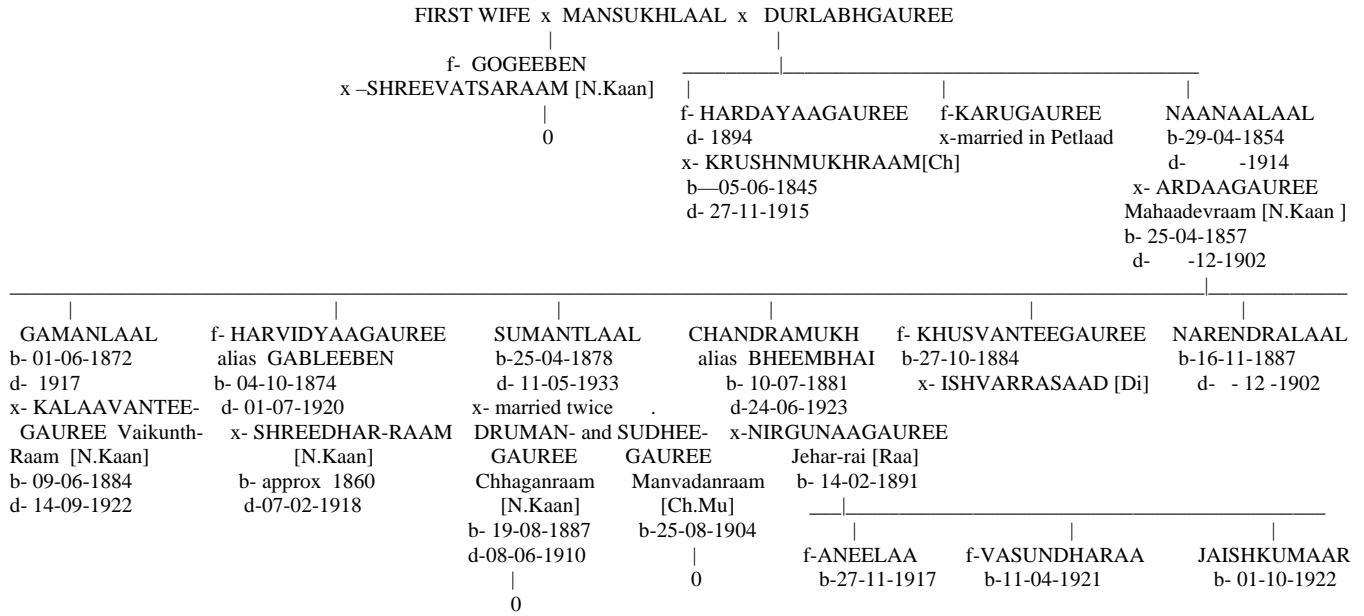 FIRST WIFE x MANSUKHLAAL x DURLABHGAUREE
f- GOGEEBEN
x –SHREEVATSARAAM [N.Kaan]
f- HARDAYAAGAUREE f-KARUGAUREE NAANAALAAL
0 d- 1894 x-married in Petlaad b-29-04-1854
x- KRUSHNMUKHRAAM[Ch] d- -1914
b—05-06-1845 x- ARDAAGAUREE
d- 27-11-1915 Mahaadevraam [N.Kaan ]
b- 25-04-1857
d- -12-1902
GAMANLAAL f- HARVIDYAAGAUREE SUMANTLAAL CHANDRAMUKH f- KHUSVANTEEGAUREE NARENDRALAAL
b- 01-06-1872 alias GABLEEBEN b-25-04-1878 alias BHEEMBHAI b-27-10-1884 b-16-11-1887
d- 1917 b- 04-10-1874 d- 11-05-1933 b- 10-07-1881 x- ISHVARRASAAD [Di] d- - 12 -1902
x- KALAAVANTEE- d- 01-07-1920 x- married twice . d-24-06-1923
GAUREE Vaikunth- x- SHREEDHAR-RAAM DRUMAN- and SUDHEE- x-NIRGUNAAGAUREE
Raam [N.Kaan] [N.Kaan] GAUREE GAUREE Jehar-rai [Raa]
b- 09-06-1884 b- approx 1860 Chhaganraam Manvadanraam b- 14-02-1891
d- 14-09-1922 d-07-02-1918 [N.Kaan] [Ch.Mu]
b- 19-08-1887 b-25-08-1904
d-08-06-1910 f-ANEELAA f-VASUNDHARAA JAISHKUMAAR
0 b-27-11-1917 b-11-04-1921 b- 01-10-1922
0